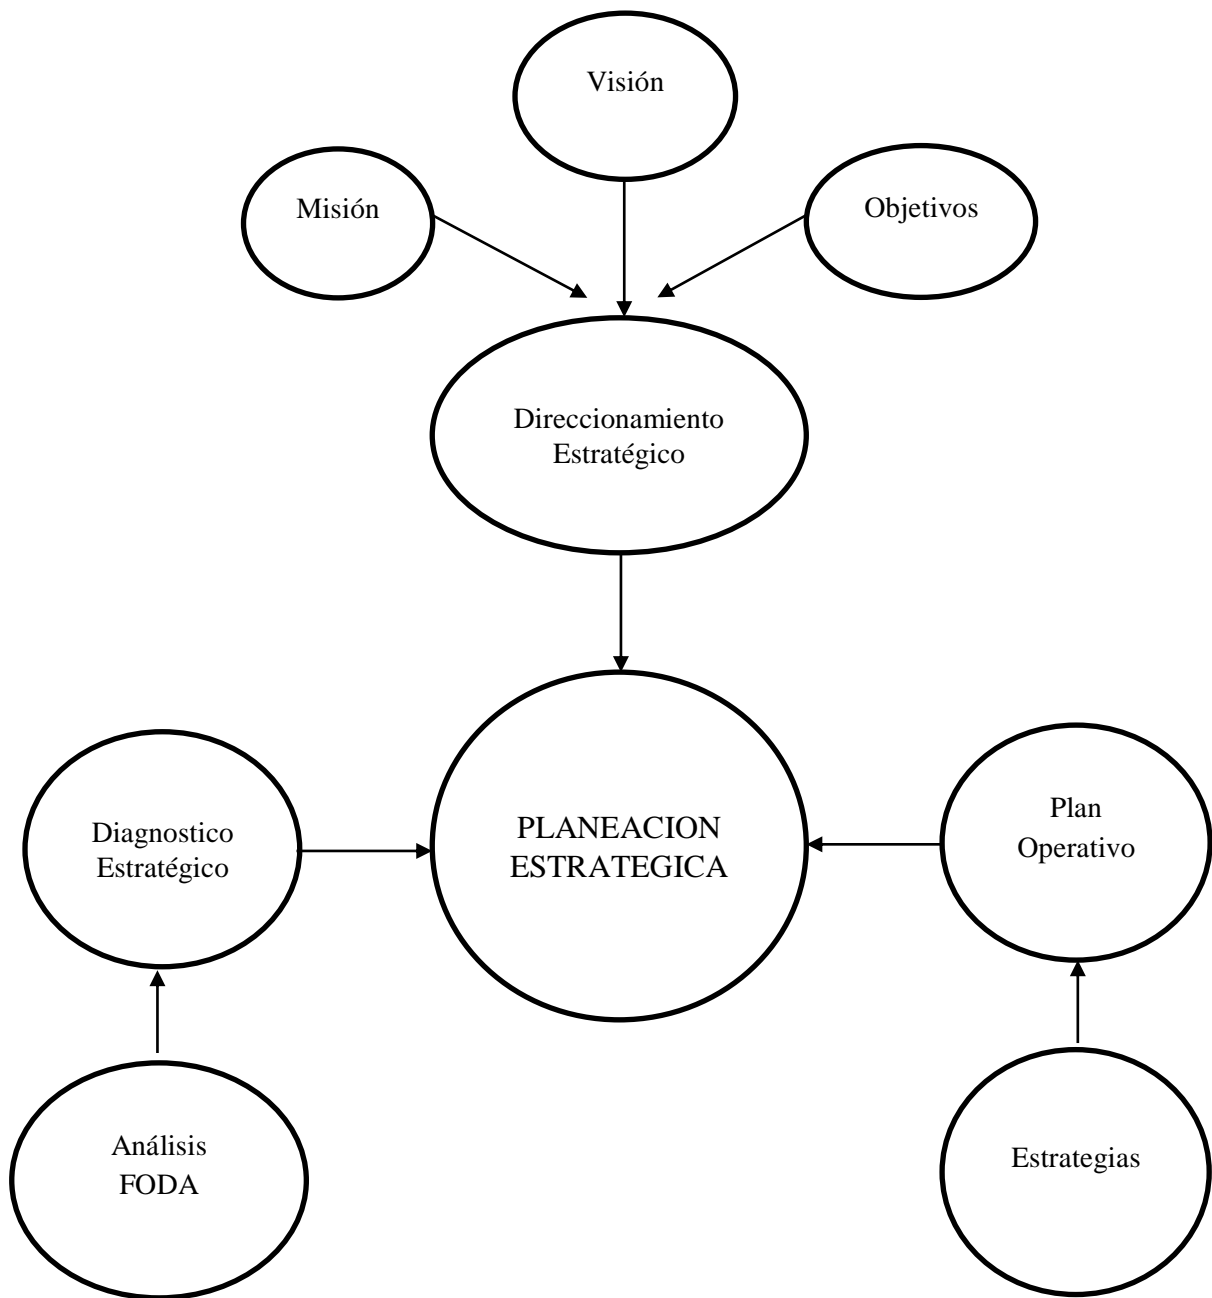 Visión
Misión
Objetivos
Direccionamiento
Estratégico
PLANEACION
ESTRATEGICA
Diagnostico
Estratégico
Plan
Operativo
Análisis
FODA
Estrategias